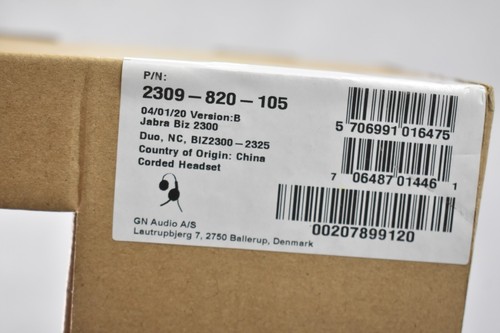 P/N:
2309-820-105
04/01/20 Version:B
Jabra Biz 2300
Duo, NC, BIZ2300-2325
Country of Origin: China
Corded Headset
GN Audio A/S
Lautrupbjerg 7, 2750 Ballerup, Denmark
5 706991 016475
7 06487 01446 1
00207899120